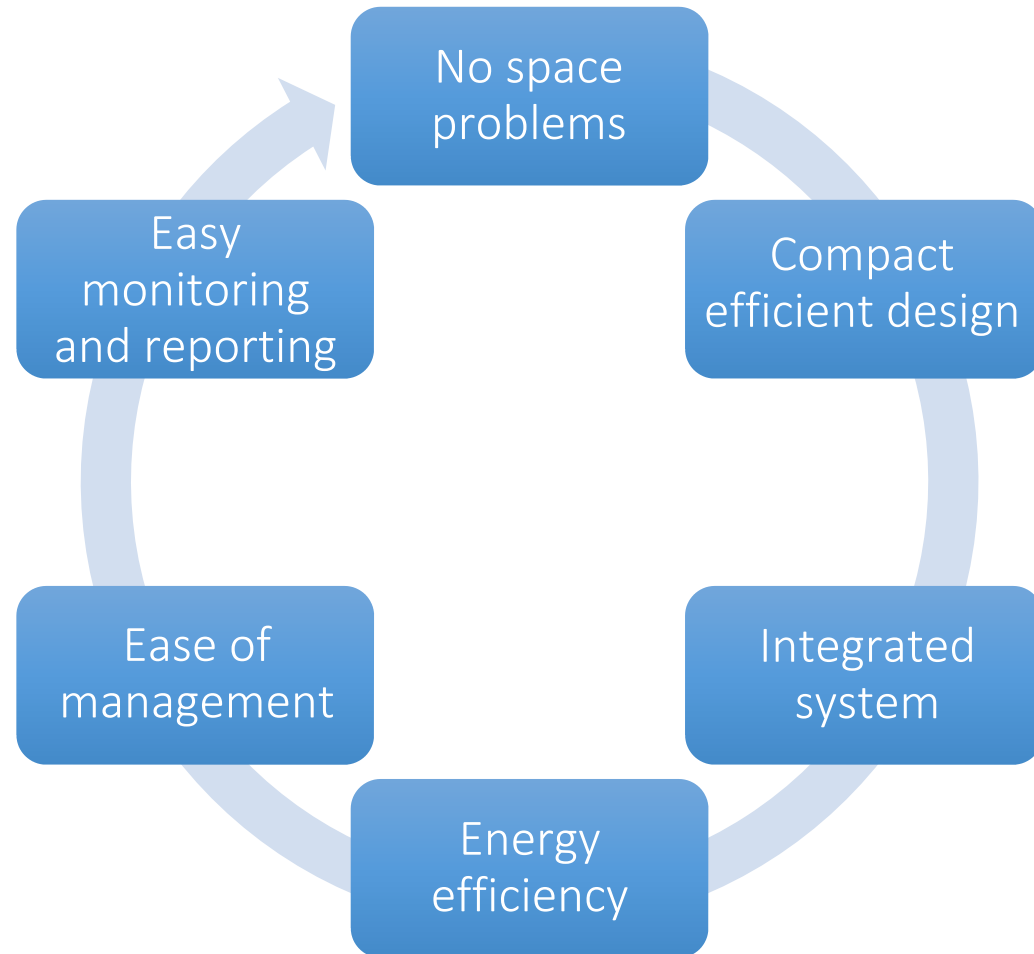 No space
problems
Compact
efficient design
Integrated
system
Energy
efficiency
Ease of
management
Easy
monitoring
and reporting